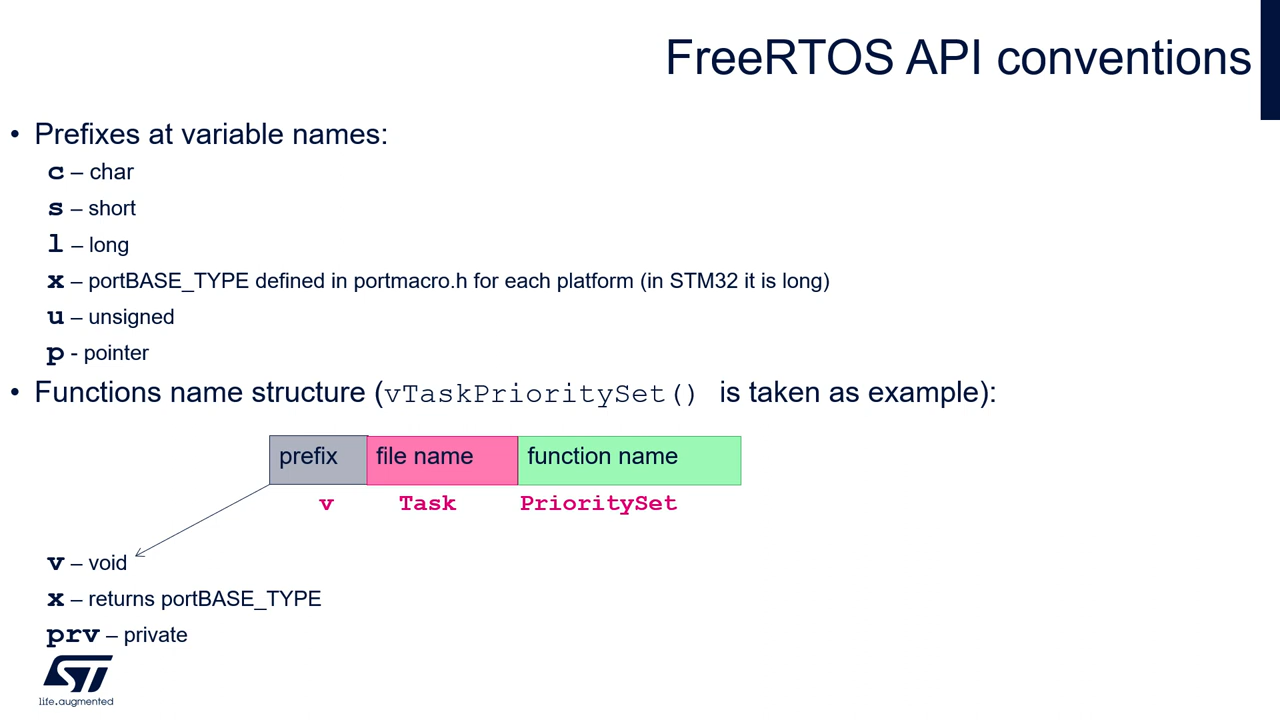 FreeRTOS API conventions
• Prefixes at variable names:
c – char
s – short
l – long
x – portBASE_TYPE defined in portmacro.h for each platform (in STM32 it is long)
u – unsigned
p - pointer
• Functions name structure (vTaskPrioritySet() is taken as example):
prefix file name function name
v Task PrioritySet
v – void
x – returns portBASE_TYPE
prv – private
ST
life.augmented